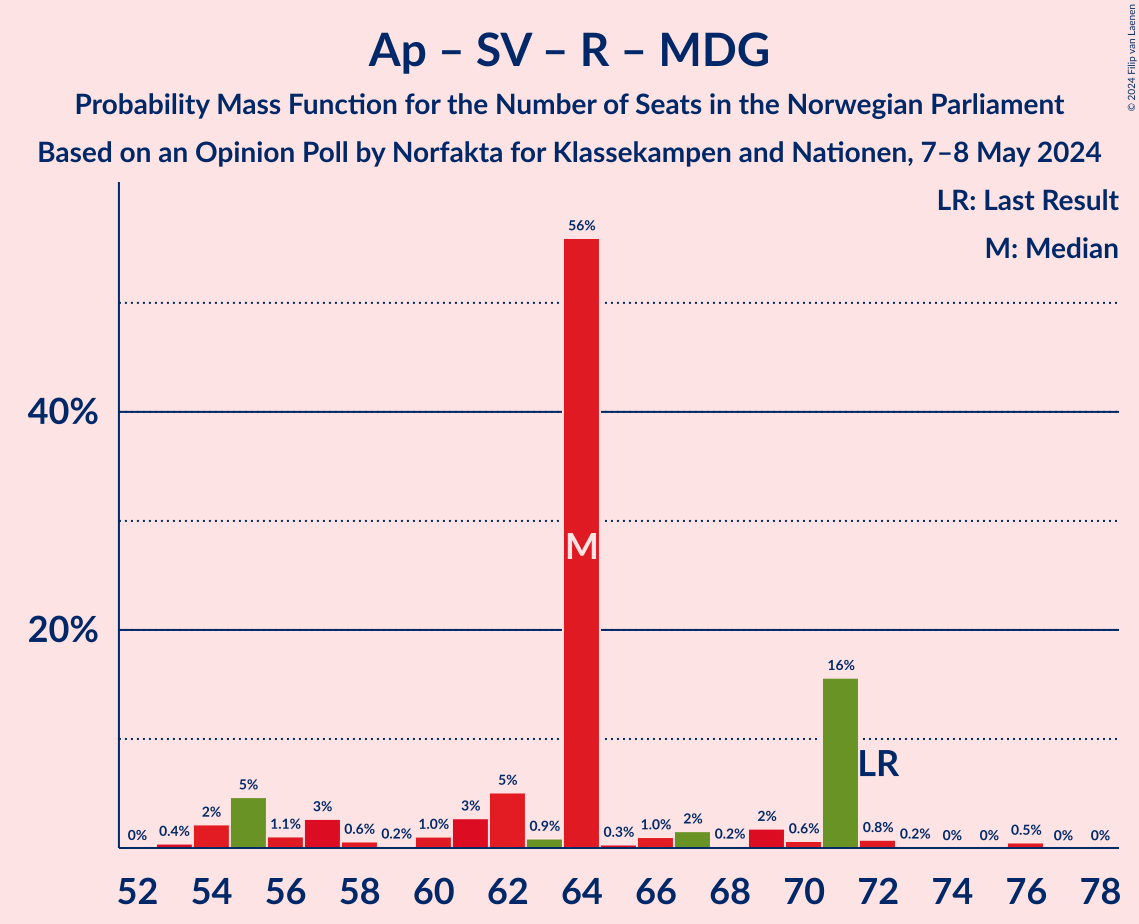 Ap – SV – R – MDG
Probability Mass Function for the Number of Seats in the Norwegian Parliament
Based on an Opinion Poll by Norfakta for Klassekampen and Nationen, 7–8 May 2024
© 2024 Filip van Laenen
LR: Last Result
M: Median
40%
20%
0% 0.4% 2% 5% 1.1% 3% 0.6% 0.2% 1.0% 3% 5% 0.9% 56% 0.3% 1.0% 2% 0.2% 2% 0.6% 16% 0.8% 0.2% 0% 0% 0.5% 0% 0%
M
LR
52 54 56 58 60 62 64 66 68 70 72 74 76 78